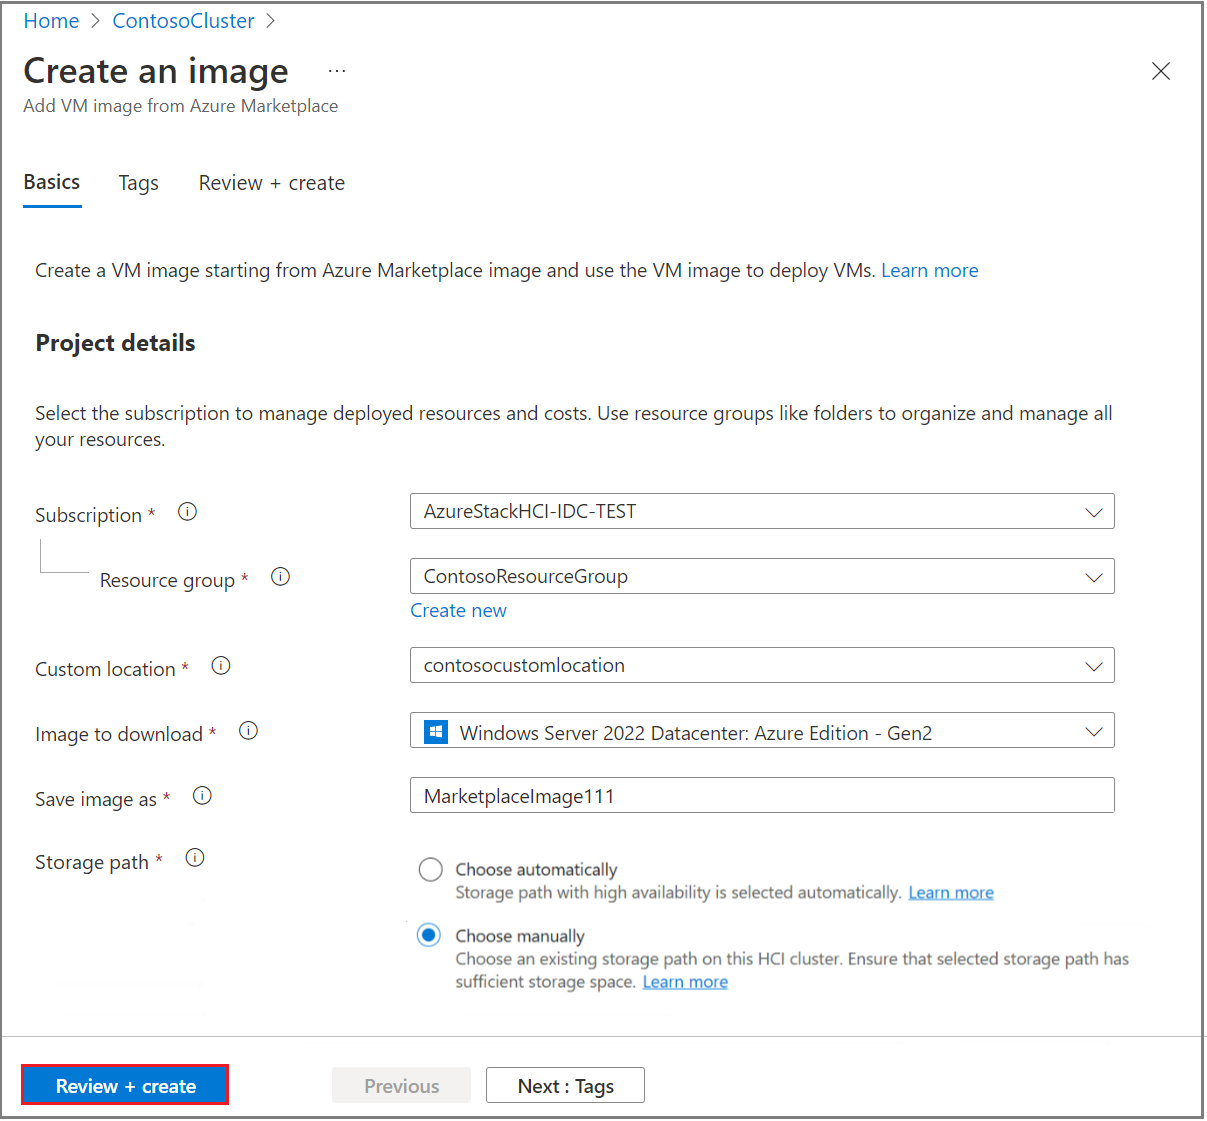 Home > ContosoCluster >
Create an image ...
Add VM image from Azure Marketplace
Basics Tags Review + create
Create a VM image starting from Azure Marketplace image and use the VM image to deploy VMs. Learn more
Project details
Select the subscription to manage deployed resources and costs. Use resource groups like folders to organize and manage all
your resources.
Subscription * AzureStackHCI-IDC-TEST
Resource group * ContosoResourceGroup
Create new
Custom location * contosocustomlocation
Image to download * Windows Server 2022 Datacenter: Azure Edition - Gen2
Save image as * MarketplaceImage111
Storage path * Choose automatically
Storage path with high availability is selected automatically. Learn more
Choose manually
Choose an existing storage path on this HCI cluster. Ensure that selected storage path has
sufficient storage space. Learn more
Review + create Previous Next : Tags